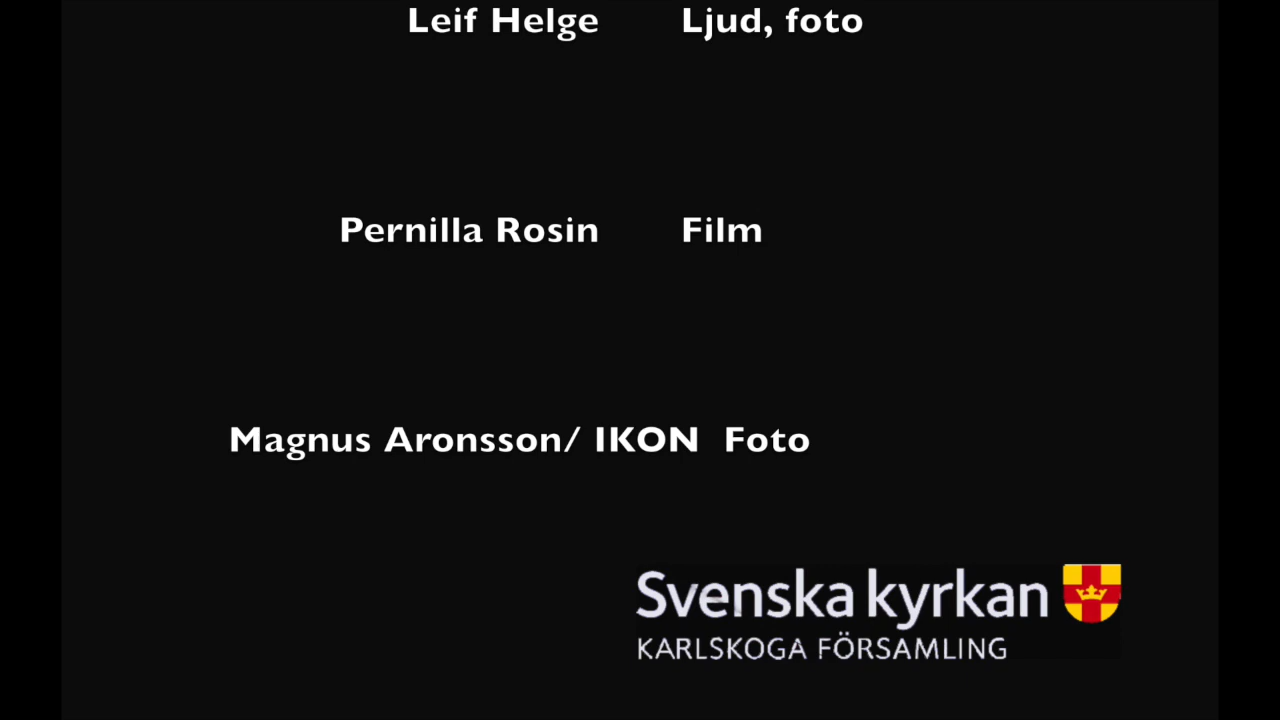 Leif Helge Ljud, foto
Pernilla Rosin Film
Magnus Aronsson/ IKON Foto
Svenska kyrkan
KARLSKOGA FÖRSAMLING